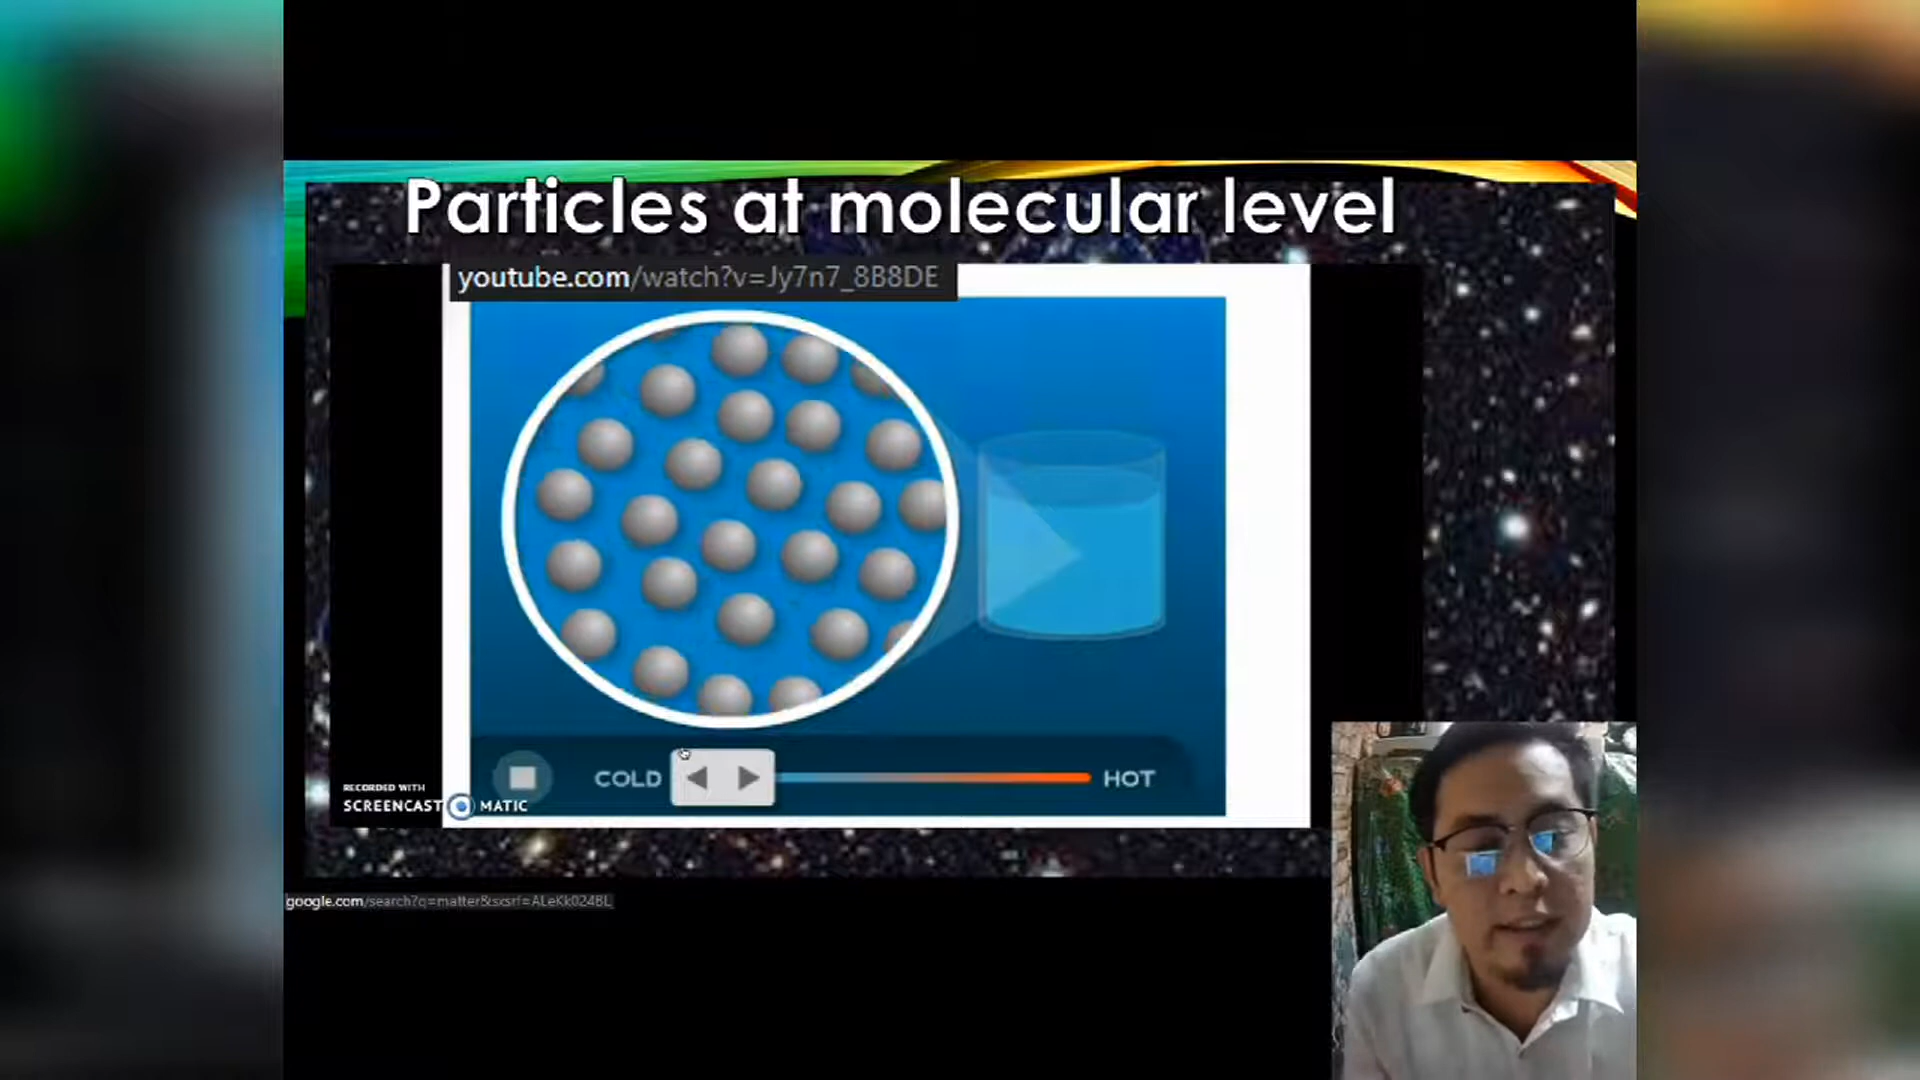 Particles at molecular level
youtube.com/watch?v=Jy7n7_8B8DE
COLD
HOT
RECORDED WITH
SCREENCAST MATIC
google.com/search?q=matter&sxsrf=ALeKk024BL